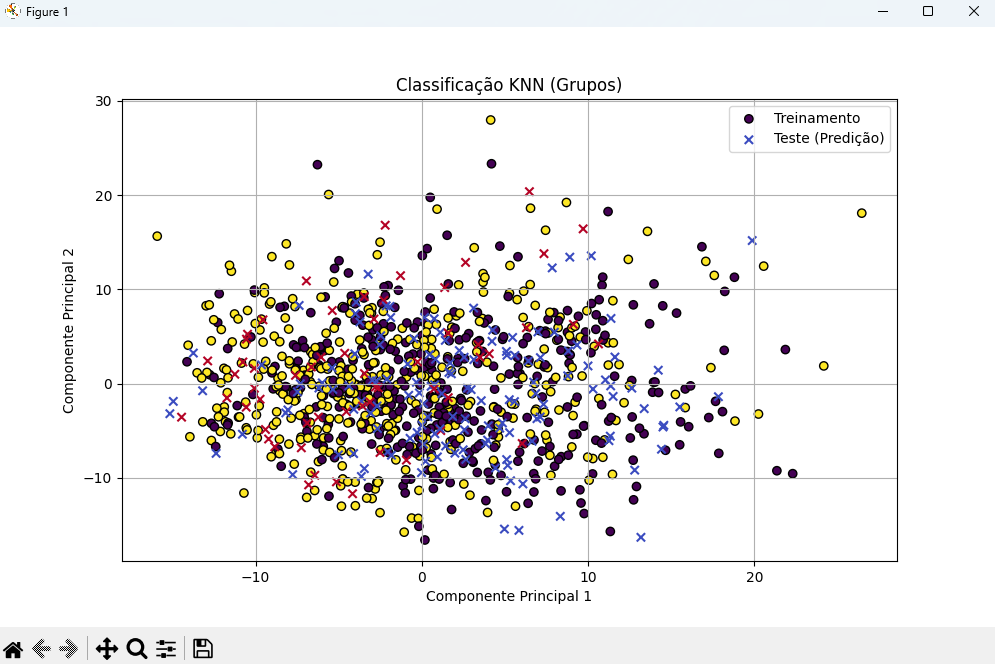 Figure 1
Classificação KNN (Grupos)
Treinamento
Teste (Predição)
30
20
10
0
−10
Componente Principal 2
−10
0
10
20
Componente Principal 1